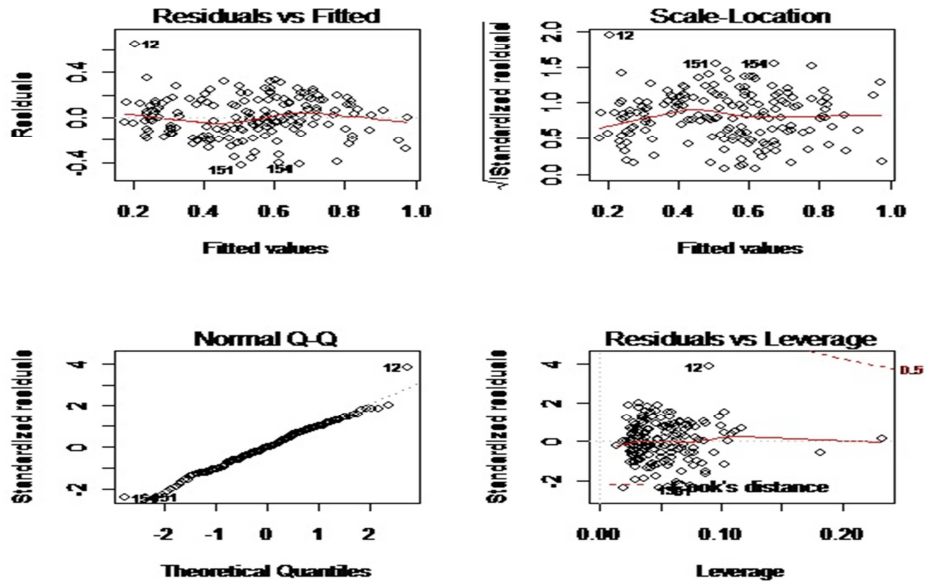 Residuals vs Fitted
Residuals
0.4
0.0
-0.4
12
151
154
0.2 0.4 0.6 0.8 1.0
Fitted values
Scale-Location
√|Standardized residuals|
2.0
1.5
1.0
0.5
0.0
12
151
154
0.2 0.4 0.6 0.8 1.0
Fitted values
Normal Q-Q
Standardized residuals
4
2
0
-2
12
-2 -1 0 1 2
Theoretical Quantiles
Residuals vs Leverage
Standardized residuals
4
2
0
-2
12
0.5
Cook's distance
0.00 0.10 0.20
Leverage